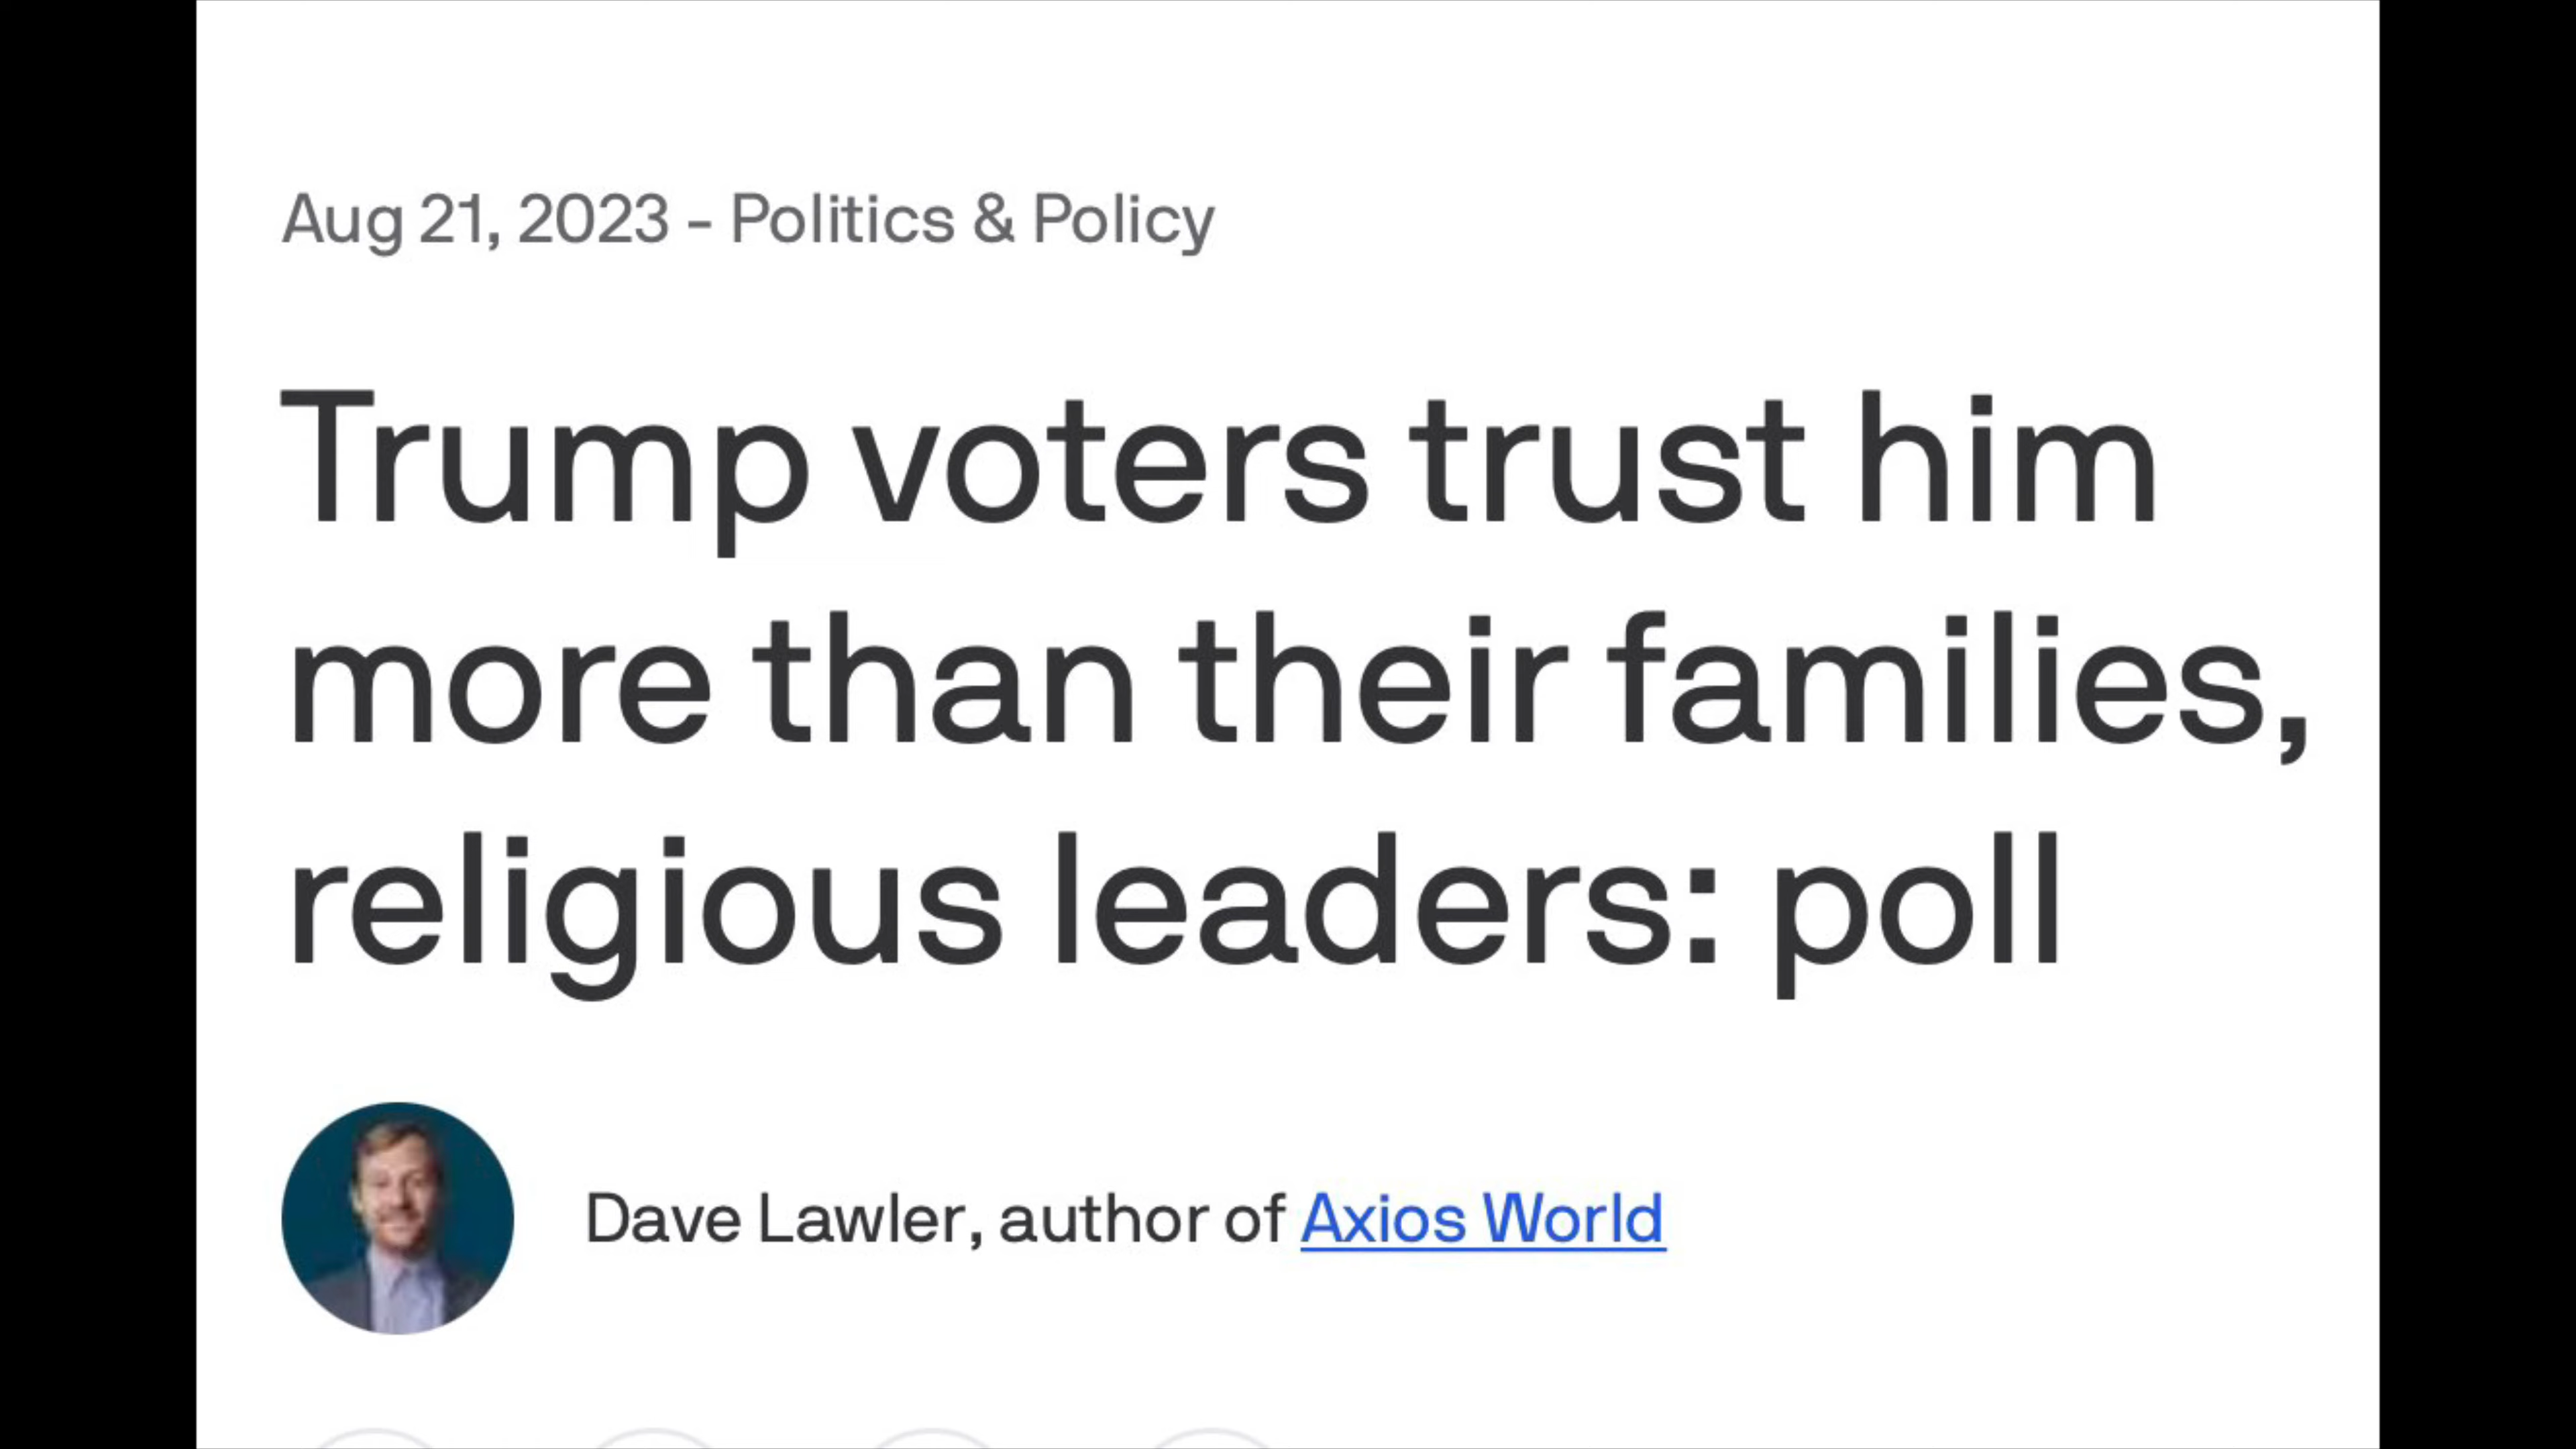 Aug 21, 2023 - Politics & Policy
Trump voters trust him
more than their families,
religious leaders: poll
Dave Lawler, author of Axios World